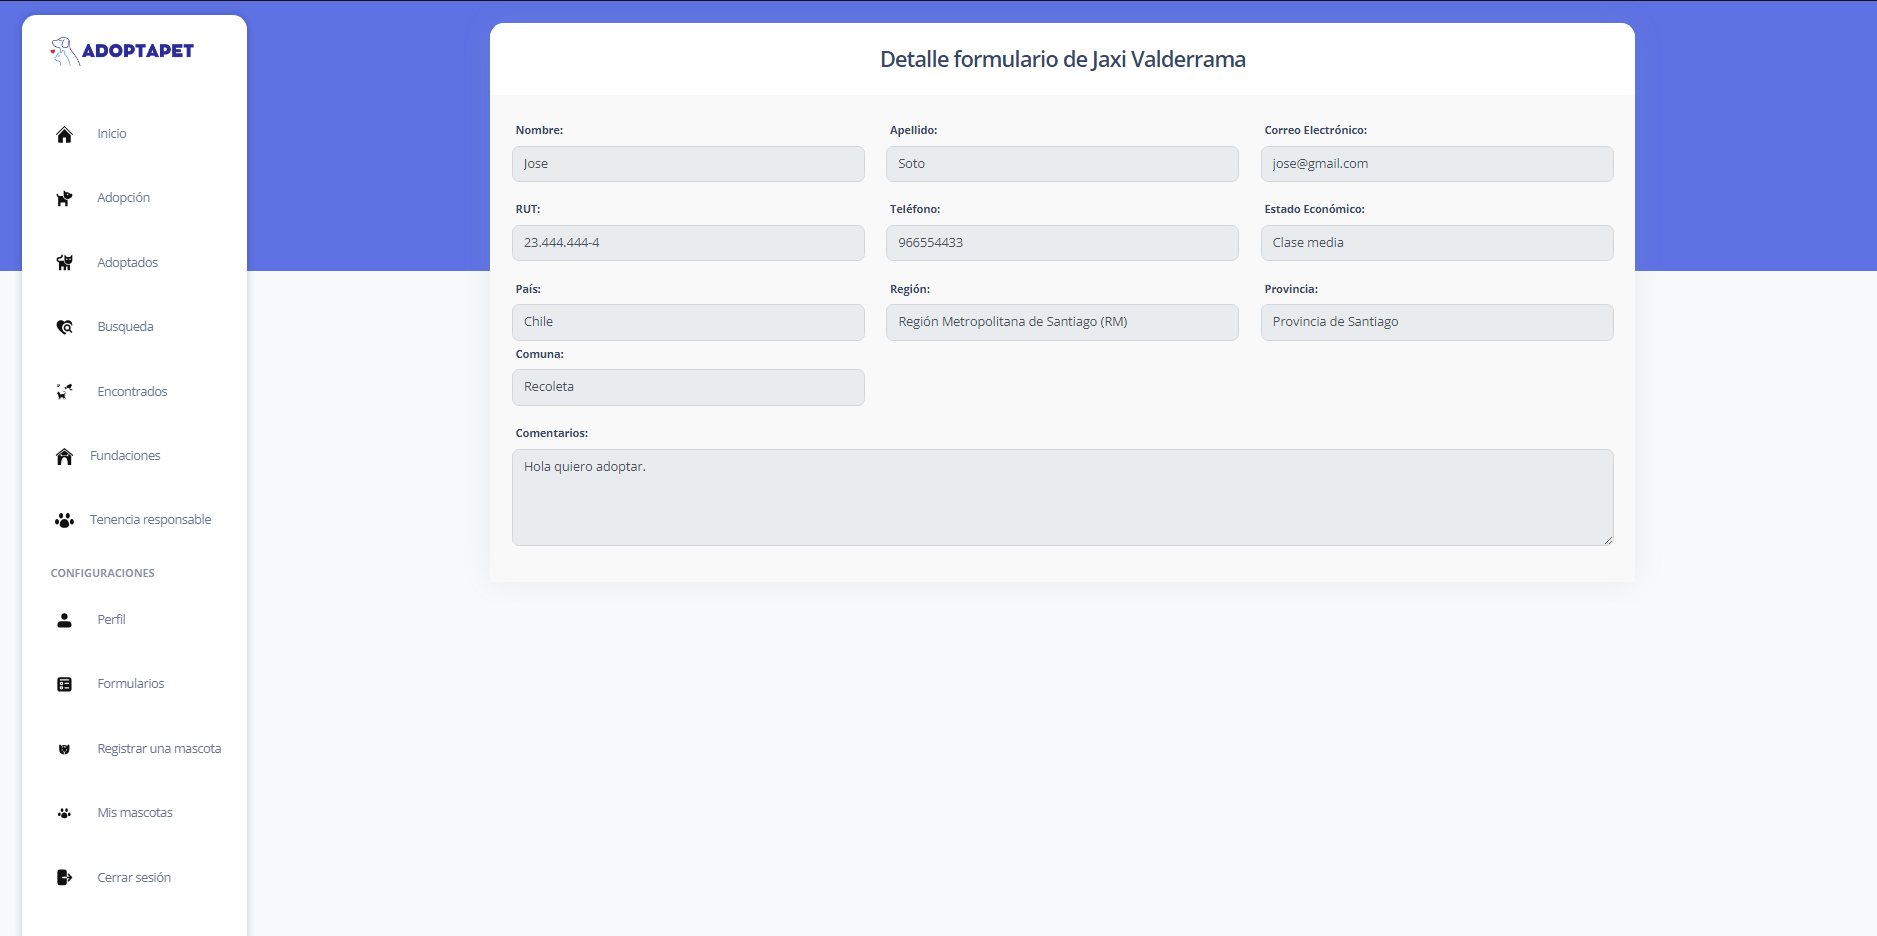 ADOPTAPET
Inicio
Adopción
Adoptados
Busqueda
Encontrados
Fundaciones
Tenencia responsable
CONFIGURACIONES
Perfil
Formularios
Registrar una mascota
Mis mascotas
Cerrar sesión
Detalle formulario de Jaxi Valderrama
Nombre: Apellido: Correo Electrónico:
Jose Soto jose@gmail.com
RUT: Teléfono: Estado Económico:
23.444.444-4 966554433 Clase media
País: Región: Provincia:
Chile Región Metropolitana de Santiago (RM) Provincia de Santiago
Comuna:
Recoleta
Comentarios:
Hola quiero adoptar.